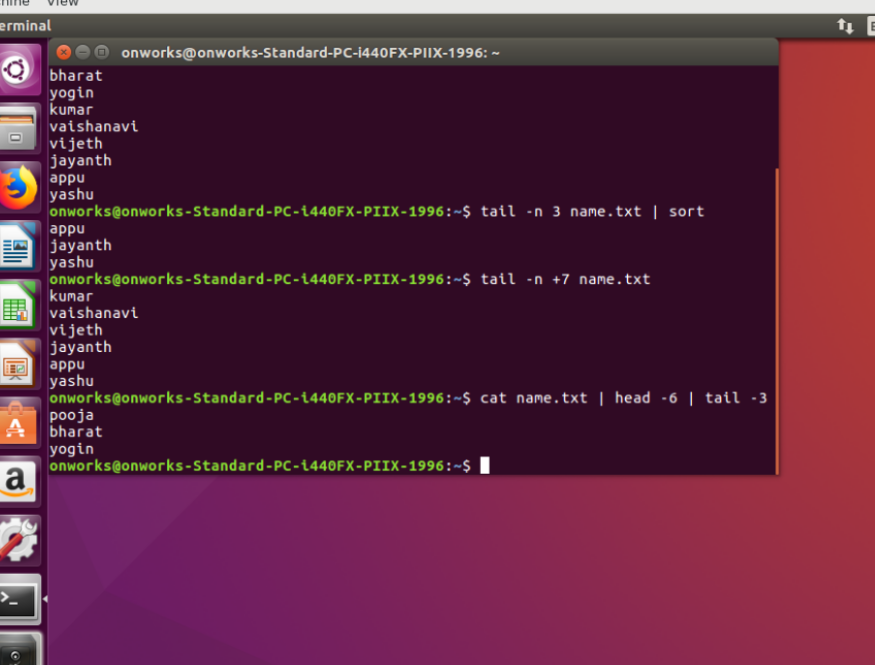 View
onworks@onworks-Standard-PC-i440FX-PIIX-1996: ~
bharat
yogin
kumar
vaishanavi
vijeth
jayanth
appu
yashu
onworks@onworks-Standard-PC-i440FX-PIIX-1996:~$ tail -n 3 name.txt | sort
appu
jayanth
yashu
onworks@onworks-Standard-PC-i440FX-PIIX-1996:~$ tail -n +7 name.txt
kumar
vaishanavi
vijeth
jayanth
appu
yashu
onworks@onworks-Standard-PC-i440FX-PIIX-1996:~$ cat name.txt | head -6 | tail -3
pooja
bharat
yogin
onworks@onworks-Standard-PC-i440FX-PIIX-1996:~$